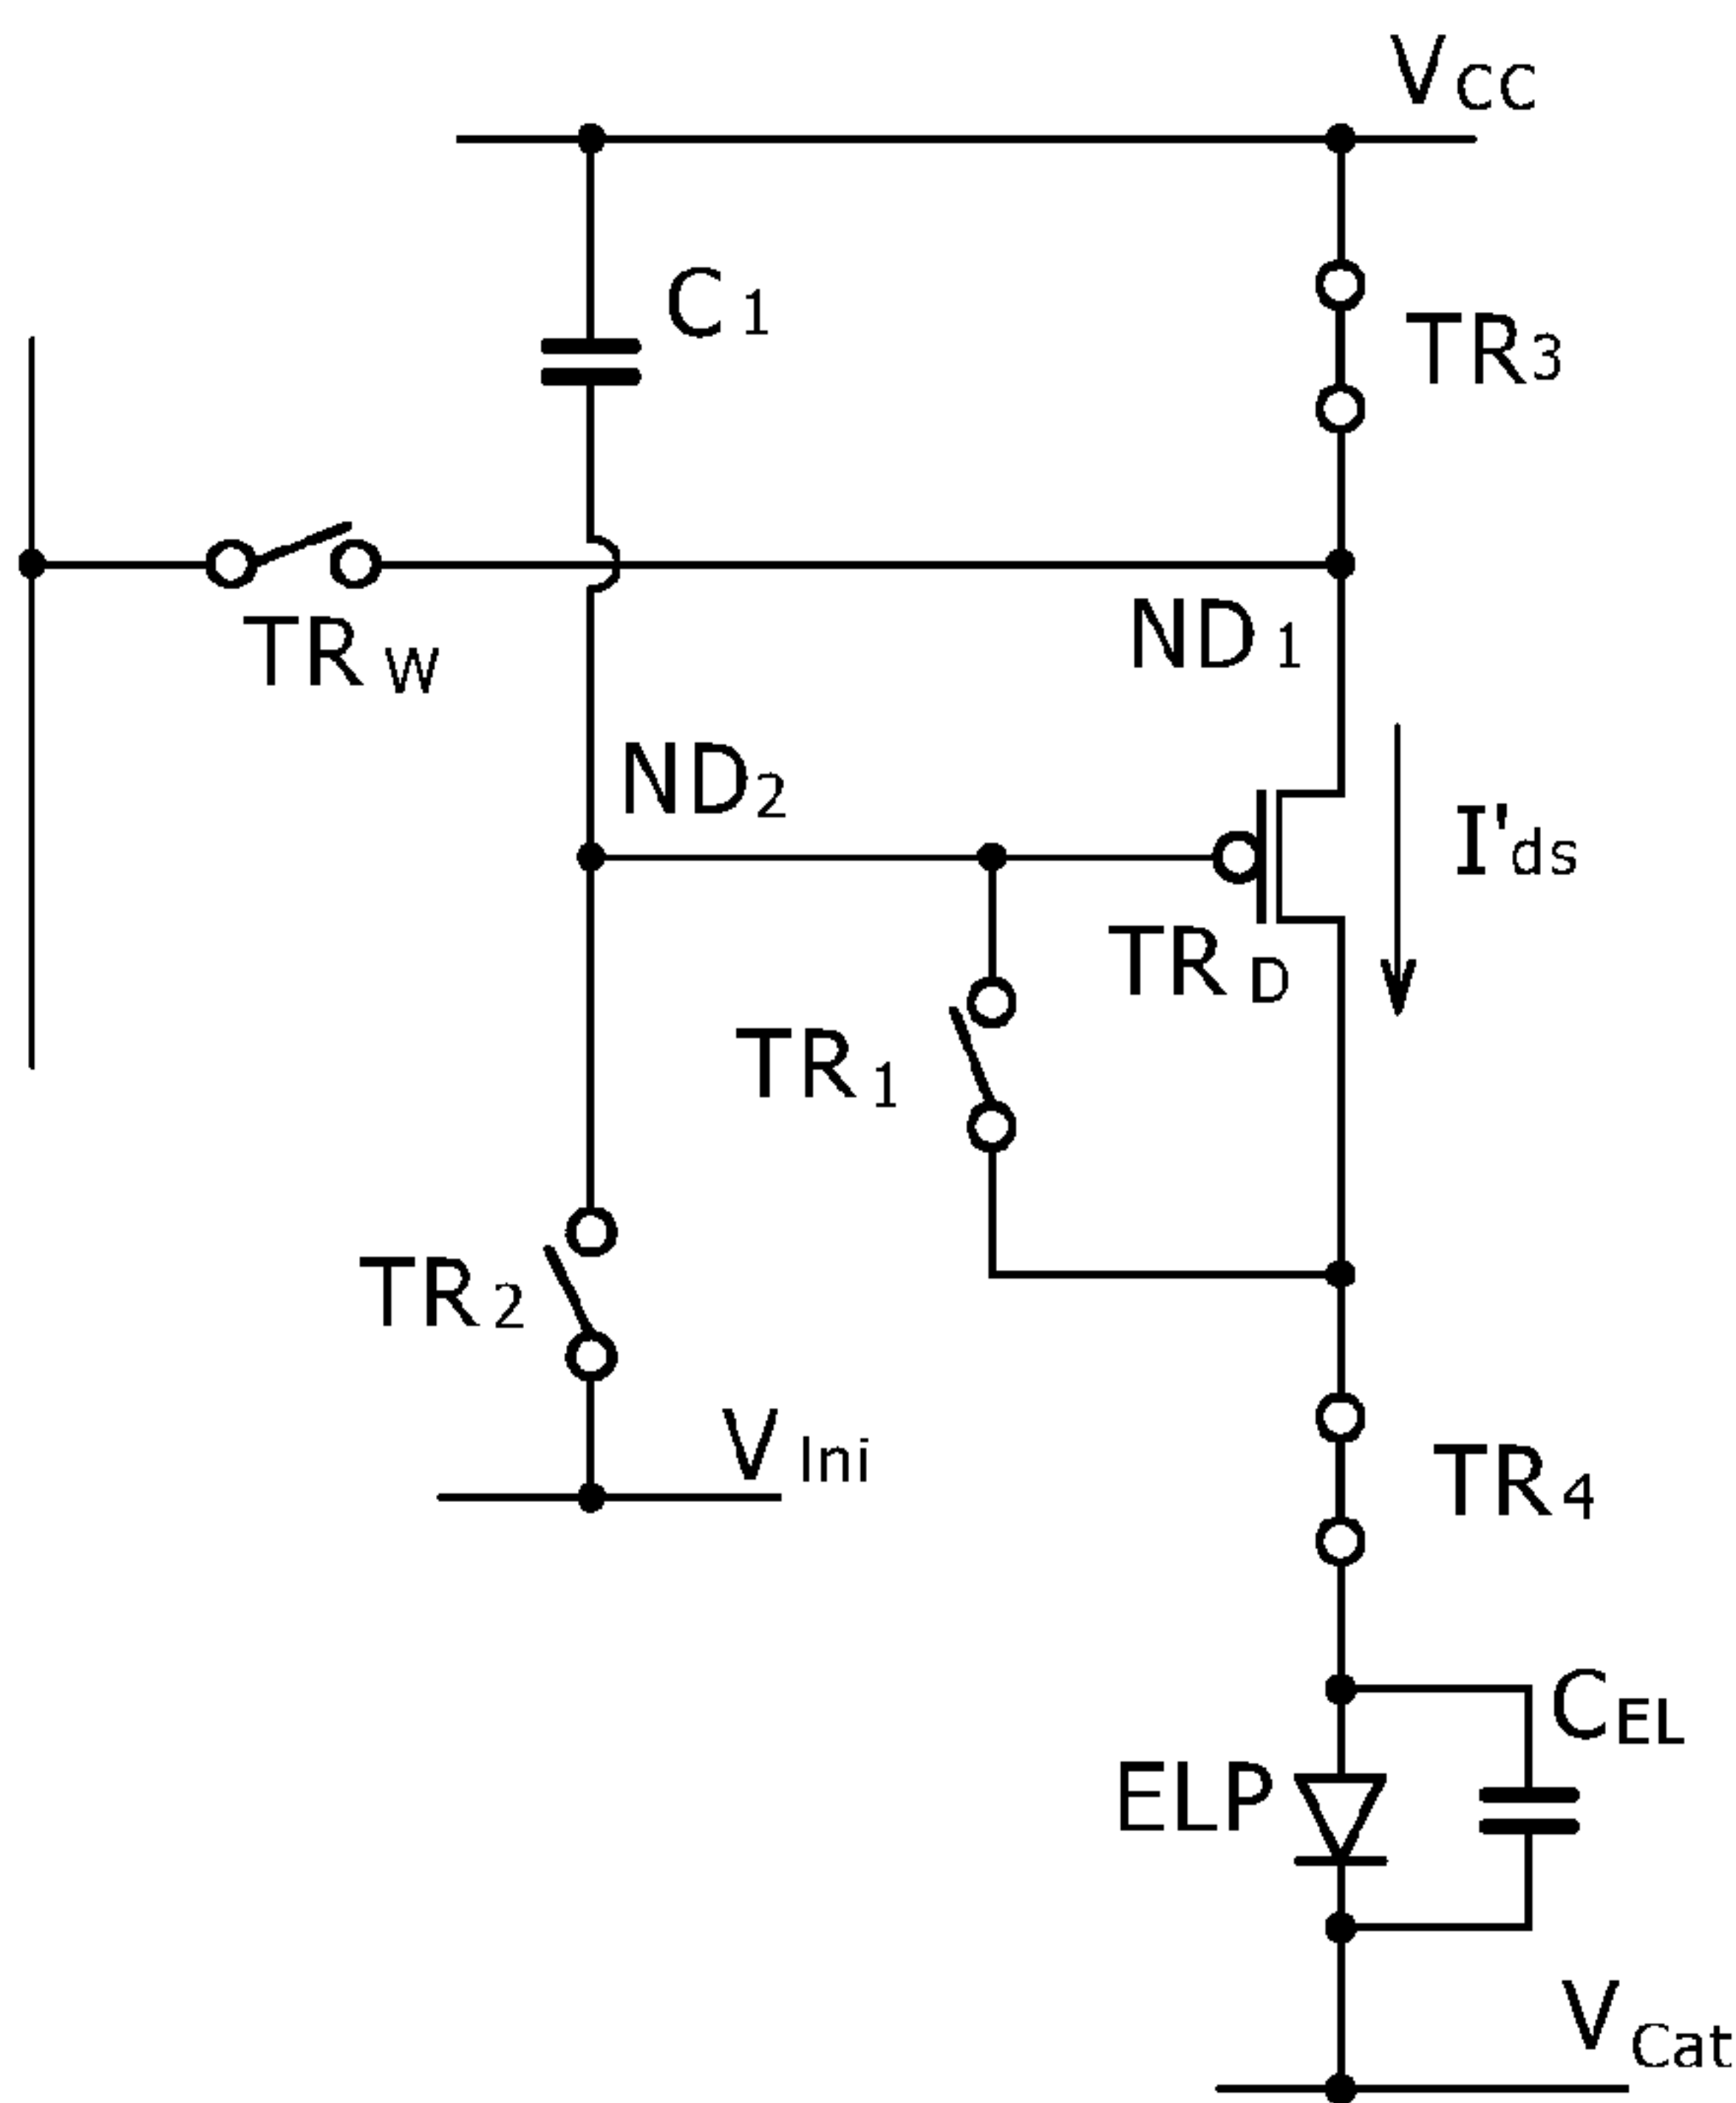 VCC
C1
TR3
TRW
ND1
ND2
I'ds
TRD
TR1
TR2
VIni
TR4
CEL
ELP
VCat